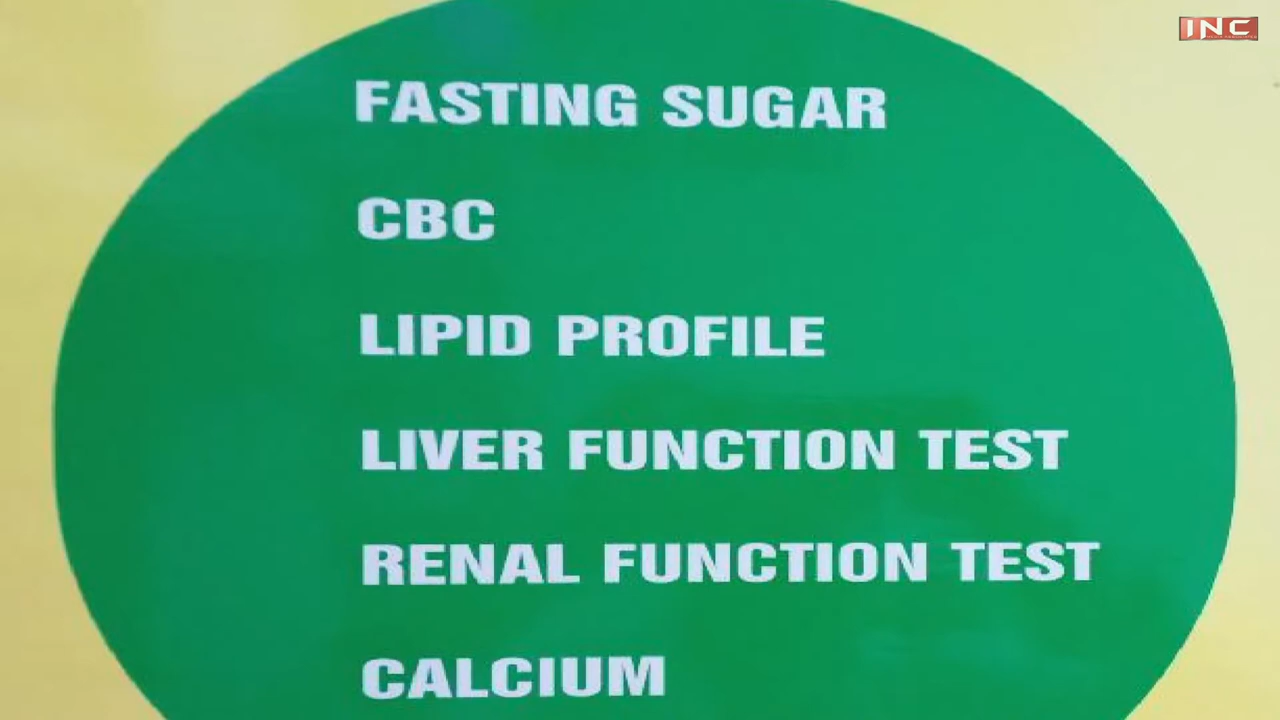 INC
FASTING SUGAR
CBC
LIPID PROFILE
LIVER FUNCTION TEST
RENAL FUNCTION TEST
CALCIUM